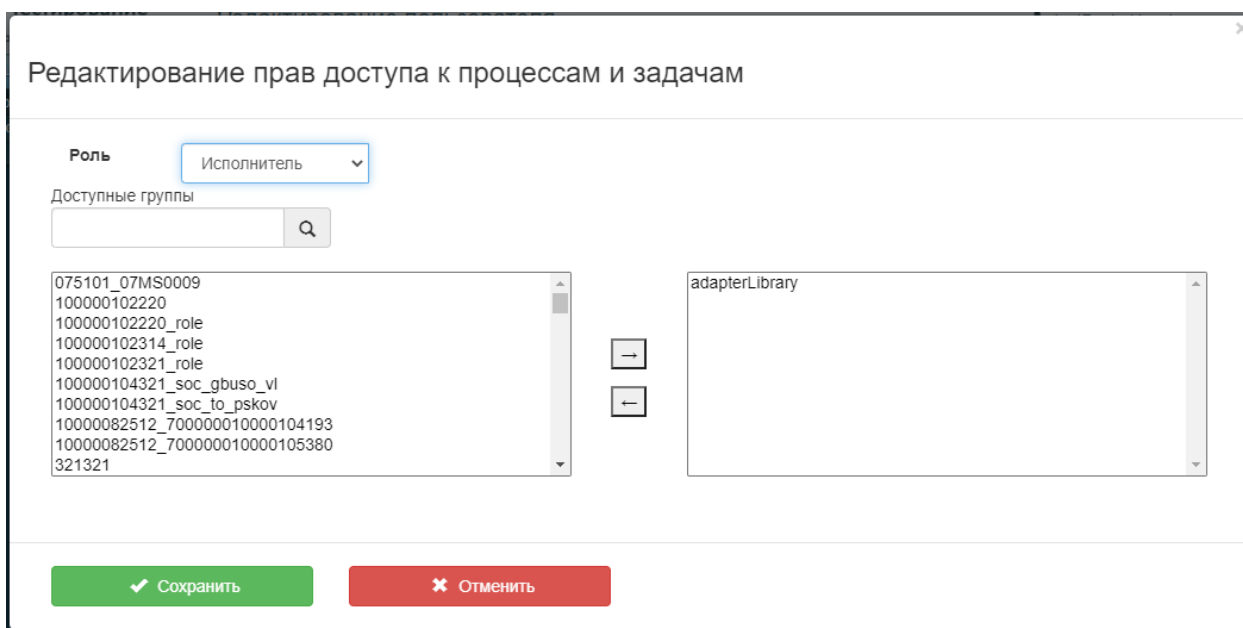 Редактирование прав доступа к процессам и задачам
Роль
Исполнитель
Доступные группы
075101_07MS0009
100000102220
100000102220_role
100000102314_role
100000102321_role
100000104321_soc_gbuso_vl
100000104321_soc_to_pskov
10000082512_700000010000104193
10000082512_700000010000105380
321321
→
←
adapterLibrary
Сохранить
Отменить